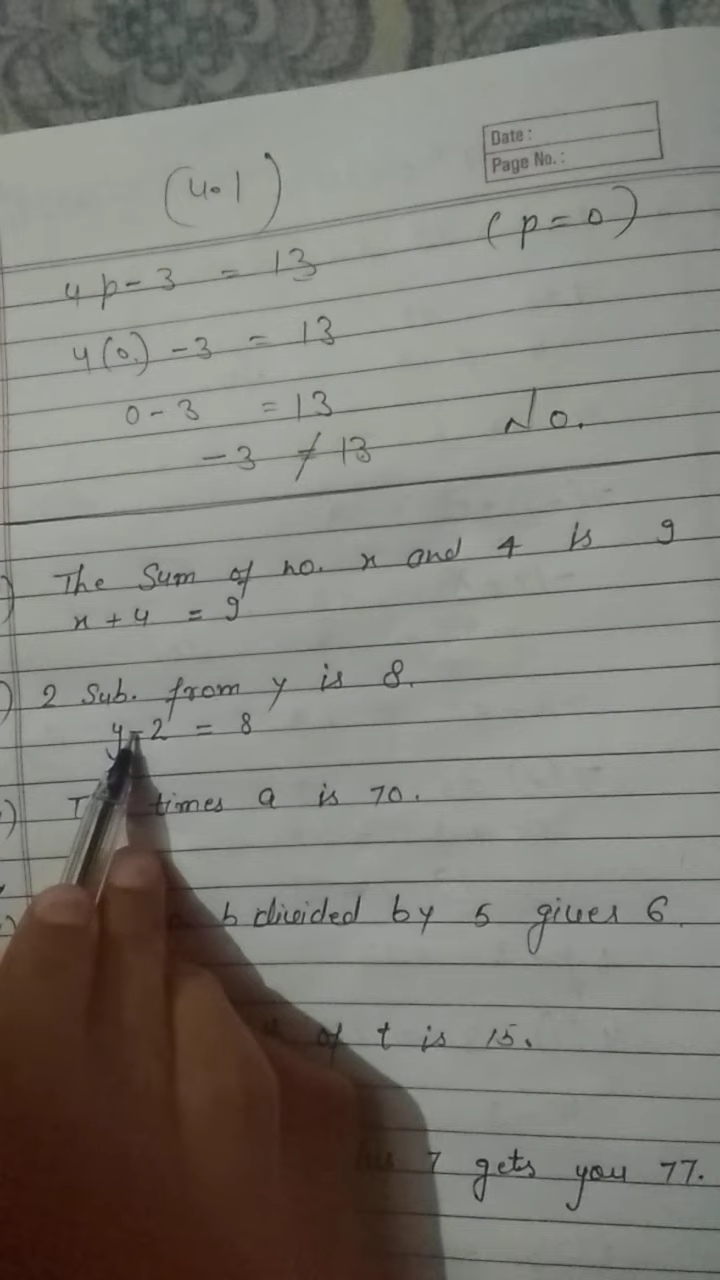 Date :
Page No. :
(4.1)
(p=0)
4p-3 = 13
4(0.) -3 = 13
0-3 = 13
-3 ≠ 13 No.
The Sum of no. x and 4 is 9
x+4 = 9
2 Sub. from y is 8.
y-2 = 8
times a is 70.
b divided by 5 gives 6.
of t is 15.
7 gets you 77.